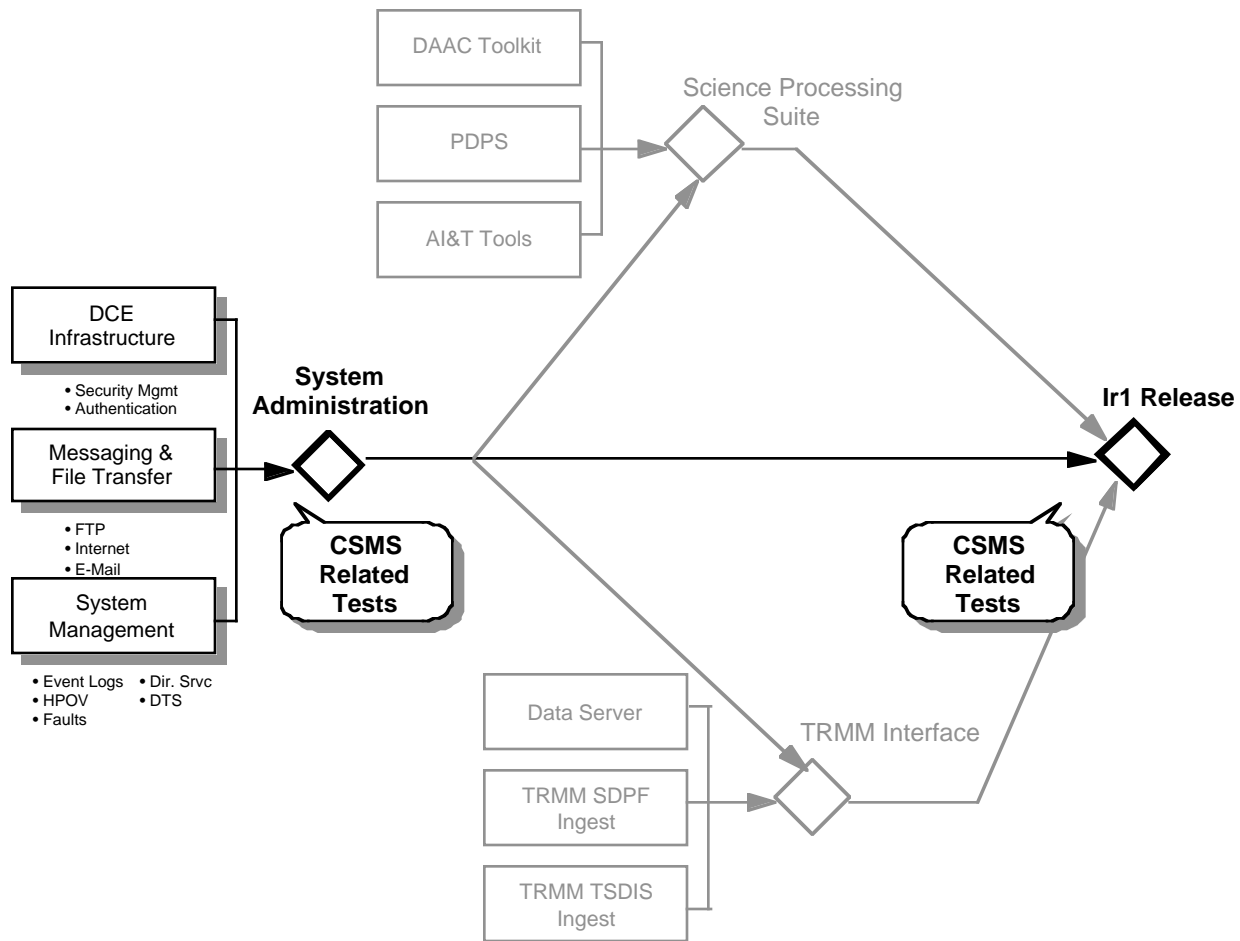 DAAC Toolkit
PDPS
AI&T Tools
Science Processing
Suite
DCE
Infrastructure
• Security Mgmt
• Authentication
Messaging &
File Transfer
• FTP
• Internet
• E-Mail
System
Management
• Event Logs • Dir. Srvc
• HPOV • DTS
• Faults
System
Administration
CSMS
Related
Tests
Ir1 Release
CSMS
Related
Tests
Data Server
TRMM SDPF
Ingest
TRMM TSDIS
Ingest
TRMM Interface